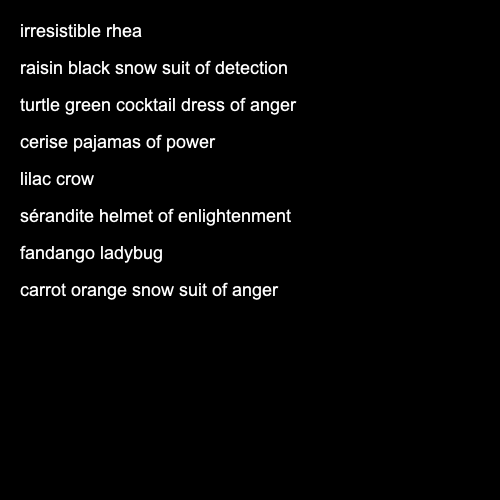 irresistible rhea
raisin black snow suit of detection
turtle green cocktail dress of anger
cerise pajamas of power
lilac crow
sérandite helmet of enlightenment
fandango ladybug
carrot orange snow suit of anger